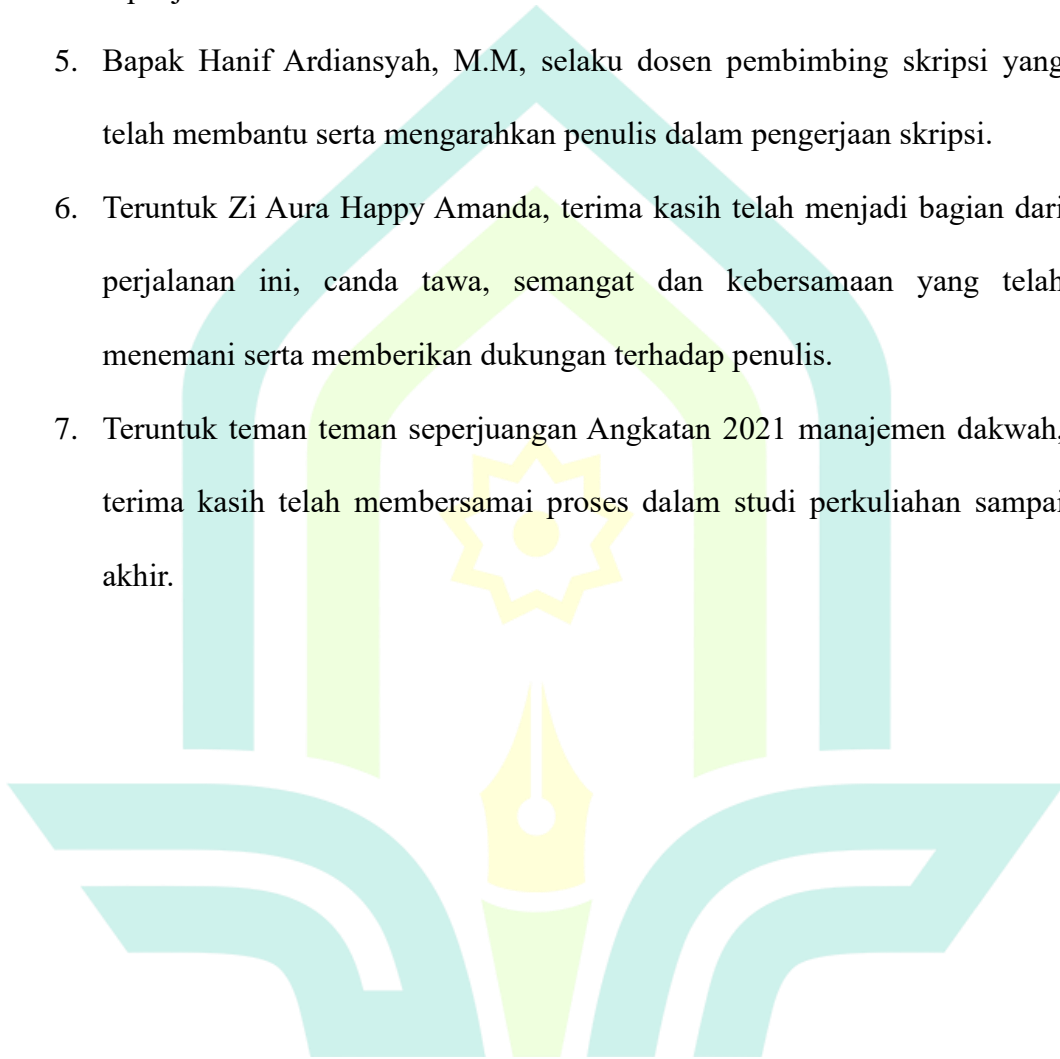 5. Bapak Hanif Ardiansyah, M.M, selaku dosen pembimbing skripsi yang
telah membantu serta mengarahkan penulis dalam pengerjaan skripsi.
6. Teruntuk Zi Aura Happy Amanda, terima kasih telah menjadi bagian dari
perjalanan ini, canda tawa, semangat dan kebersamaan yang telah
menemani serta memberikan dukungan terhadap penulis.
7. Teruntuk teman teman seperjuangan Angkatan 2021 manajemen dakwah,
terima kasih telah membersamai proses dalam studi perkuliahan sampai
akhir.